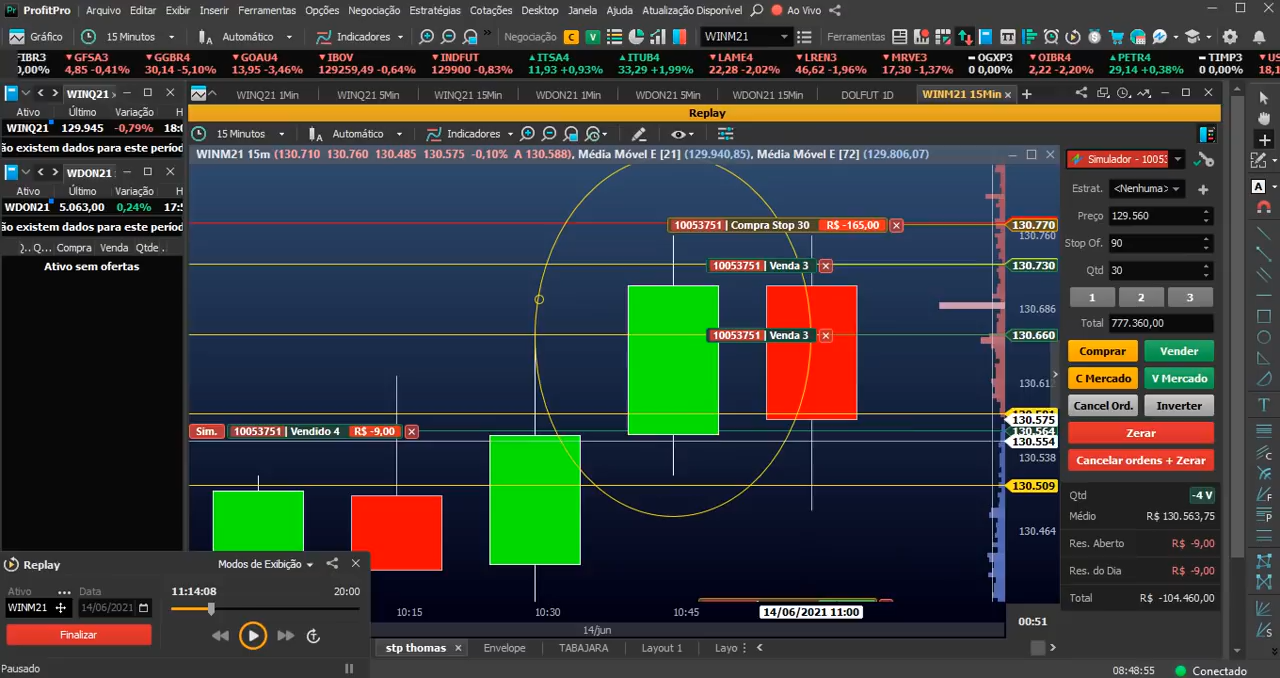 ProfitPro Arquivo Editar Exibir Inserir Ferramentas Opções Negociação Estratégias Cotações Desktop Janela Ajuda Atualização Disponível Ao Vivo
Gráfico 15 Minutos Automático Indicadores Negociação C V WINM21 Ferramentas
FIBR3 GFSA3 GGBR4 GOAU4 IBOV INDFUT ITSA4 ITUB4 LAME4 LREN3 MRVE3 OGXP3 OIBR4 PETR4 TIMP3
0,00% 4,85 -0,41% 30,14 -5,10% 13,95 -3,46% 129259,49 -0,64% 129900 -0,83% 11,93 +0,93% 33,29 +1,99% 22,28 -2,02% 46,62 -1,96% 17,30 -1,37% 0,00 0,00% 2,22 -2,20% 29,14 +0,38% 0,00 0,00% 18,1
WINQ21 WINQ21 1Min WINQ21 5Min WINQ21 15Min WDON21 1Min WDON21 5Min WDON21 15Min DOLFUT 1D WINM21 15Min
Ativo Último Variação H
Replay
WINQ21 129.945 -0,79% 18:0
15 Minutos Automático Indicadores
ão existem dados para este períod
WINM21 15m (130.710 130.760 130.485 130.575 -0,10% A 130.588), Média Móvel E [21] (129.940,85), Média Móvel E [72] (129.806,07)
WDON21
Ativo Último Variação H
WDON21 5.063,00 0,24% 17:5
ão existem dados para este períod
Q... Compra Venda Qtde.
Ativo sem ofertas
10053751 | Compra Stop 30 R$ -165,00
130.770
130.760
10053751 | Venda 3
130.730
130.686
10053751 | Venda 3
130.660
130.612
130.575
Sim. 10053751 | Vendido 4 R$ -9,00
130.564
130.554
130.538
130.509
130.464
10:15 10:30 10:45 14/06/2021 11:00
14/jun
00:51
Simulador - 10053
Estrat. <Nenhuma>
Preço 129.560
Stop Of. 90
Qtd 30
1 2 3
Total 777.360,00
Comprar Vender
C Mercado V Mercado
Cancel Ord. Inverter
Zerar
Cancelar ordens + Zerar
Qtd -4 V
Médio R$ 130.563,75
Res. Aberto R$ -9,00
Res. do Dia R$ -9,00
Total R$ -104.460,00
Replay Modos de Exibição
Ativo Data 11:14:08 20:00
WINM21 14/06/2021
Finalizar
Pausado
stp thomas Envelope TABAJARA Layout 1 Layo
08:48:55 Conectado